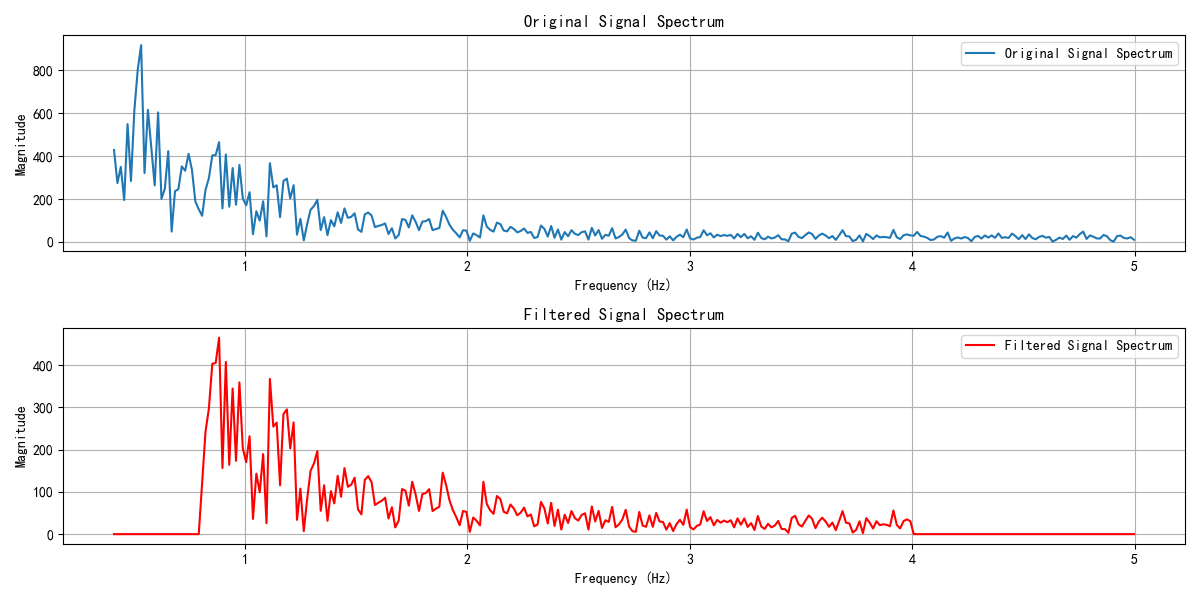 Original Signal Spectrum
Original Signal Spectrum
Magnitude
800
600
400
200
0
1
2
3
4
5
Frequency (Hz)
Filtered Signal Spectrum
Filtered Signal Spectrum
Magnitude
400
300
200
100
0
1
2
3
4
5
Frequency (Hz)